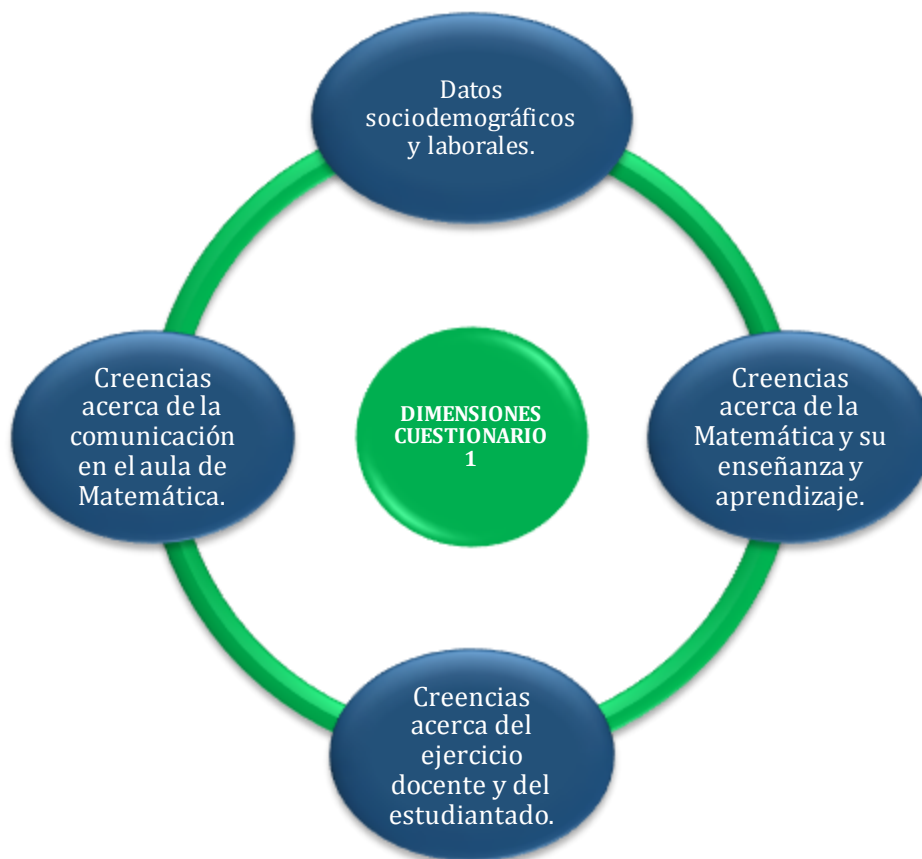 Datos
sociodemográficos
y laborales.
Creencias
acerca de la
comunicación
en el aula de
Matemática.
DIMENSIONES
CUESTIONARIO
1
Creencias
acerca de la
Matemática y su
enseñanza y
aprendizaje.
Creencias
acerca del
ejercicio
docente y del
estudiantado.